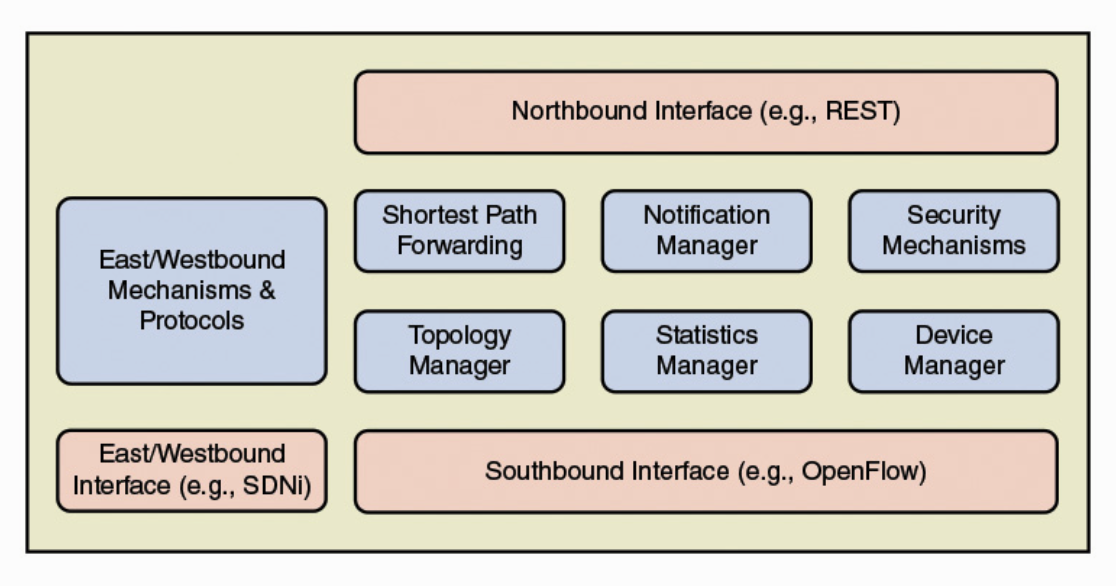 Northbound Interface (e.g., REST)
East/Westbound
Mechanisms &
Protocols
Shortest Path
Forwarding
Notification
Manager
Security
Mechanisms
Topology
Manager
Statistics
Manager
Device
Manager
East/Westbound
Interface (e.g., SDNi)
Southbound Interface (e.g., OpenFlow)